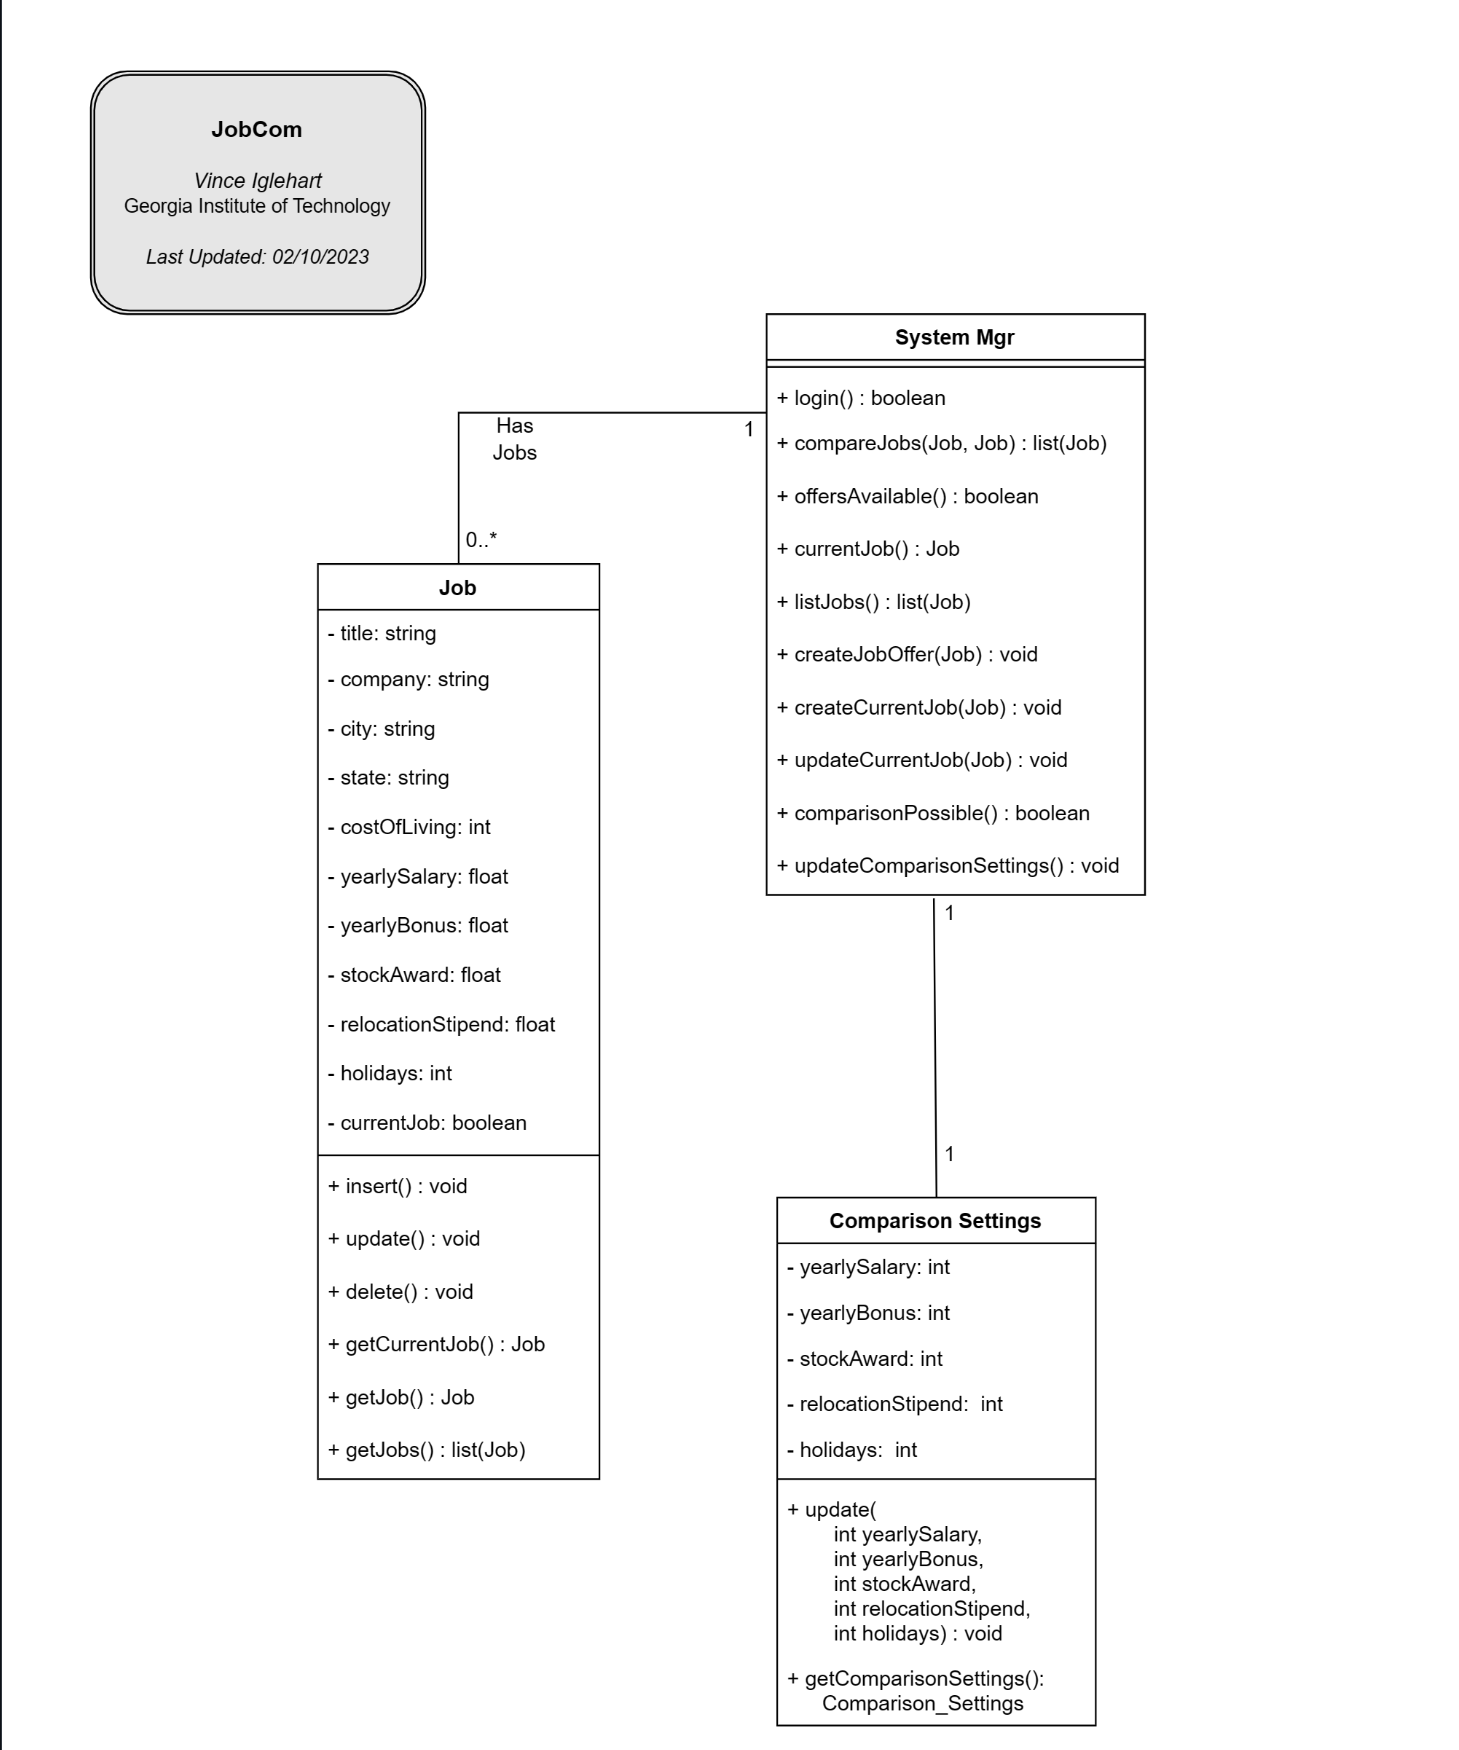 JobCom
Vince Iglehart
Georgia Institute of Technology
Last Updated: 02/10/2023
System Mgr
+ login() : boolean
+ compareJobs(Job, Job) : list(Job)
+ offersAvailable() : boolean
+ currentJob() : Job
+ listJobs() : list(Job)
+ createJobOffer(Job) : void
+ createCurrentJob(Job) : void
+ updateCurrentJob(Job) : void
+ comparisonPossible() : boolean
+ updateComparisonSettings() : void
Has
Jobs
1
0..*
Job
- title: string
- company: string
- city: string
- state: string
- costOfLiving: int
- yearlySalary: float
- yearlyBonus: float
- stockAward: float
- relocationStipend: float
- holidays: int
- currentJob: boolean
+ insert() : void
+ update() : void
+ delete() : void
+ getCurrentJob() : Job
+ getJob() : Job
+ getJobs() : list(Job)
1
1
Comparison Settings
- yearlySalary: int
- yearlyBonus: int
- stockAward: int
- relocationStipend:  int
- holidays:  int
+ update(
int yearlySalary,
int yearlyBonus,
int stockAward,
int relocationStipend,
int holidays) : void
+ getComparisonSettings():
Comparison_Settings